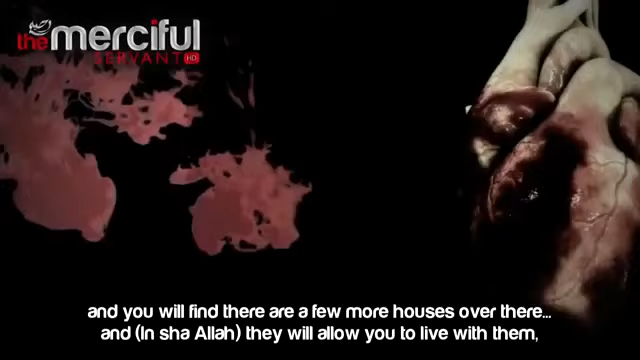 the merciful
SERVANT HD
and you will find there are a few more houses over there...
and (In sha Allah) they will allow you to live with them,